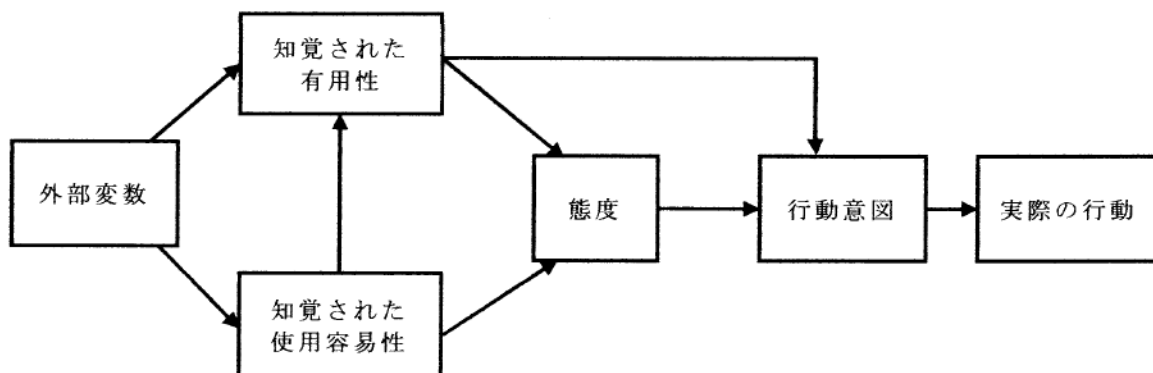 知覚された
有用性
外部変数
態度
行動意図
実際の行動
知覚された
使用容易性